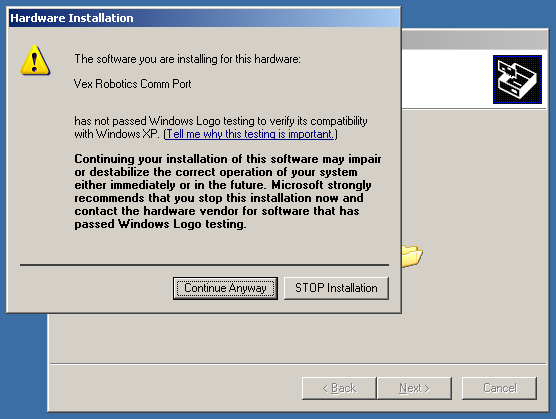 Hardware Installation
The software you are installing for this hardware:
Vex Robotics Comm Port
has not passed Windows Logo testing to verify its compatibility
with Windows XP. (Tell me why this testing is important.)
Continuing your installation of this software may impair
or destabilize the correct operation of your system
either immediately or in the future. Microsoft strongly
recommends that you stop this installation now and
contact the hardware vendor for software that has
passed Windows Logo testing.
Continue Anyway
STOP Installation
< Back
Next >
Cancel